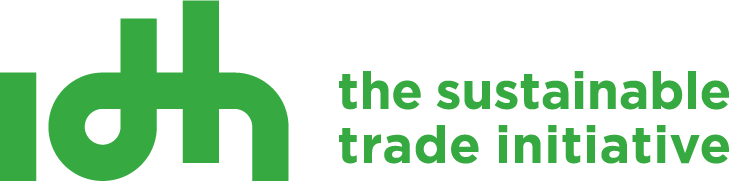 idh
the sustainable
trade initiative